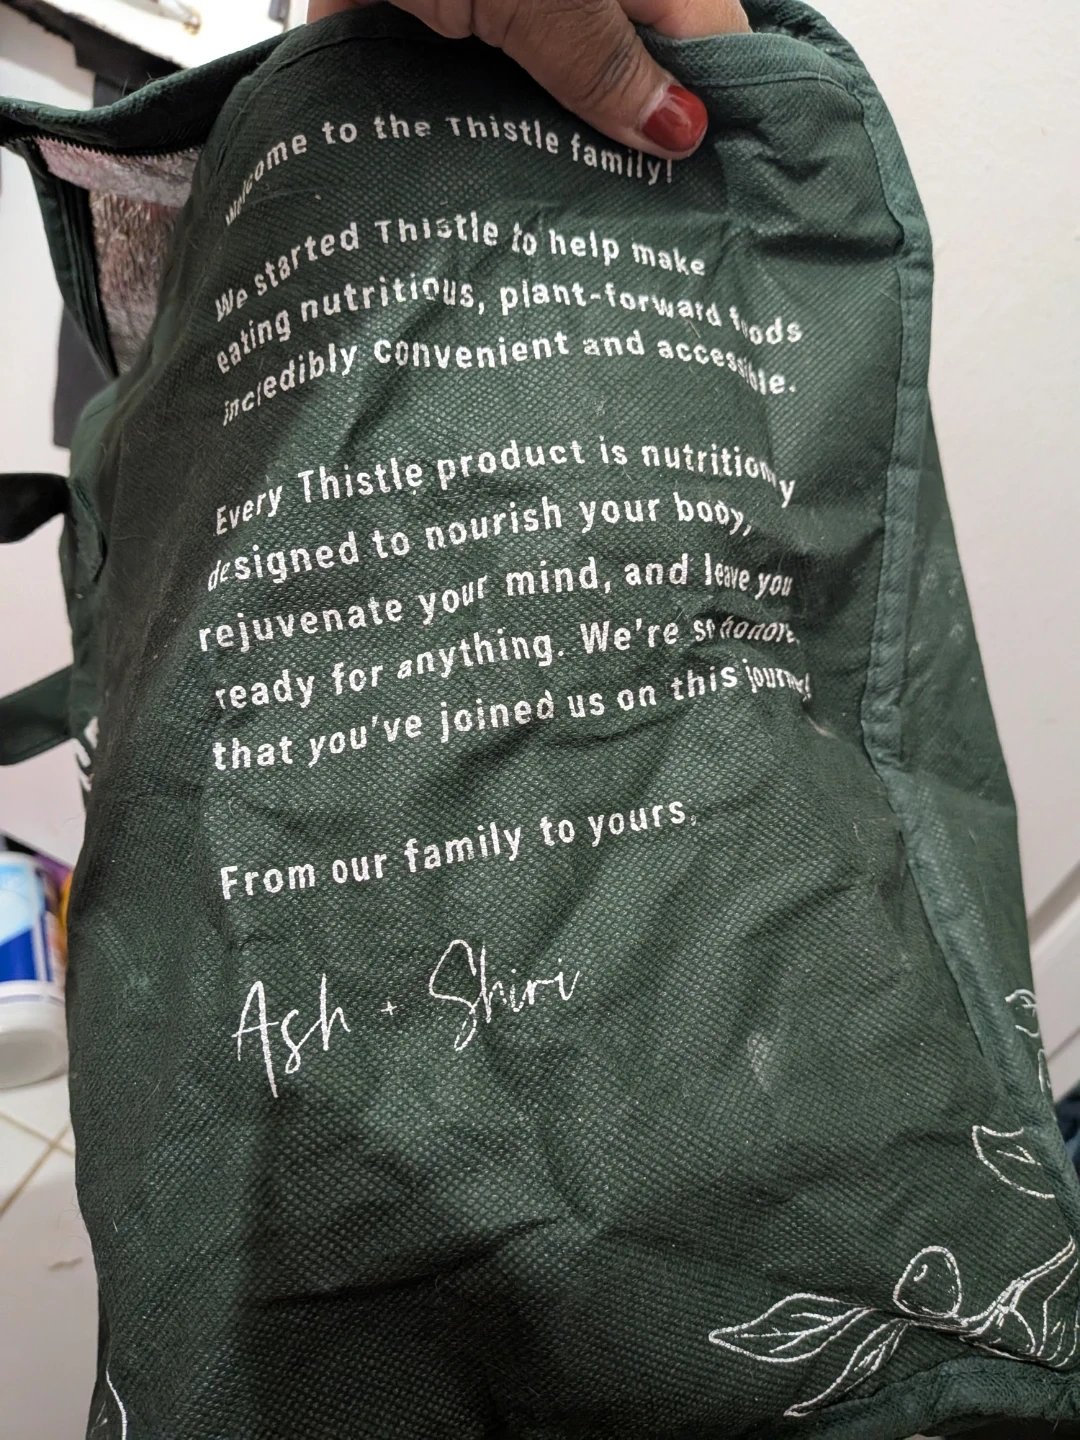 Welcome to the Thistle family!
We started Thistle to help make
eating nutritious, plant-forward foods
incredibly convenient and accessible.
Every Thistle product is
designed to nourish your body,
rejuvenate your mind, and leave you
ready for anything. We're so
that you've joined us on this journey!
From our family to yours,
Ash + Shiri